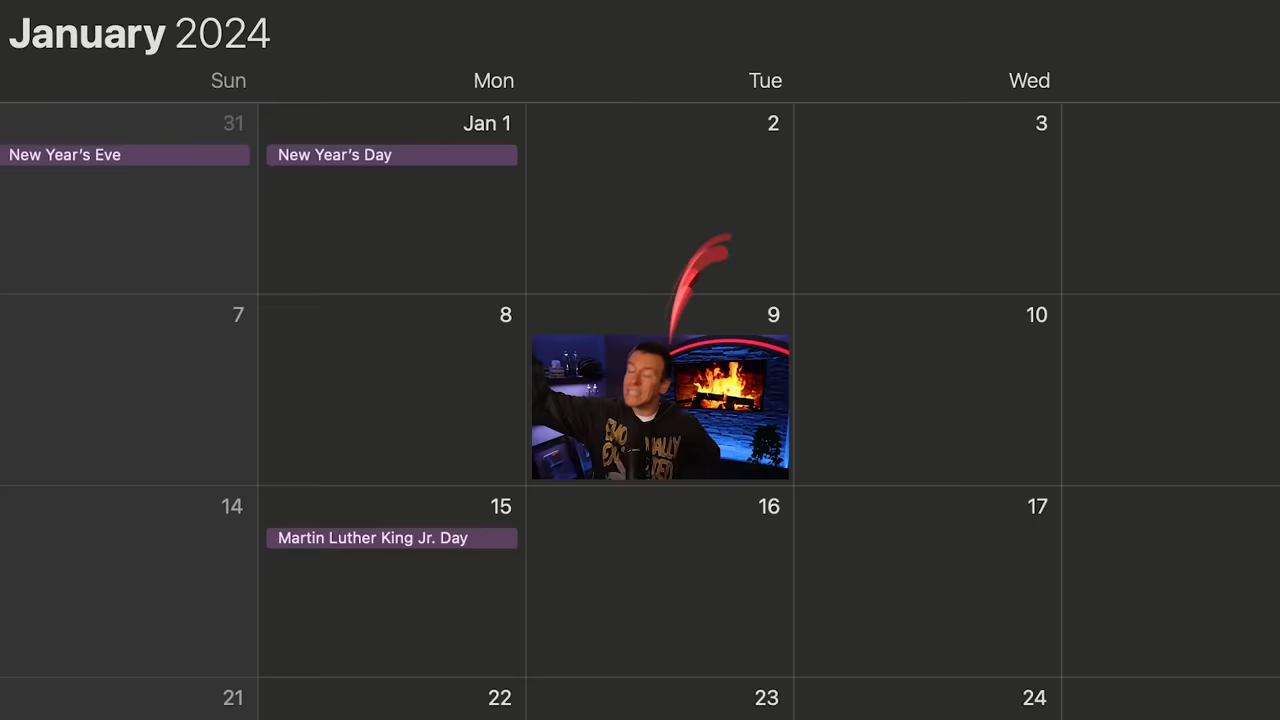 January 2024
Sun Mon Tue Wed
31 Jan 1 2 3
New Year's Eve New Year's Day
7 8 9 10
14 15 16 17
Martin Luther King Jr. Day
21 22 23 24